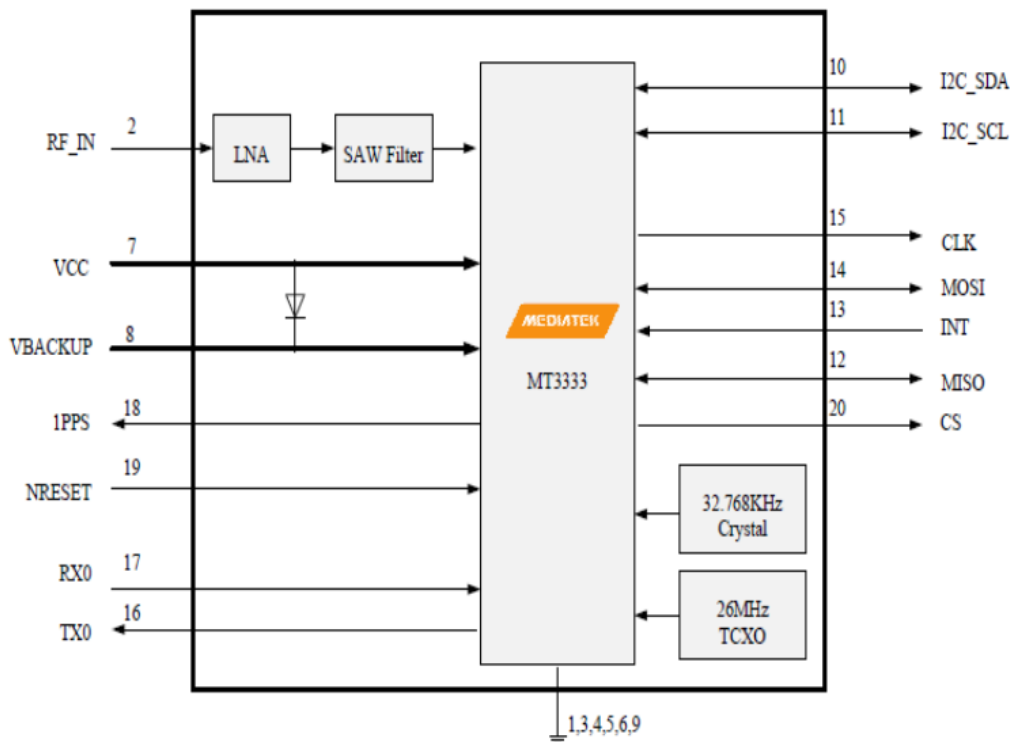 2
RF_IN
LNA
SAW Filter
7
VCC
8
VBACKUP
18
1PPS
19
NRESET
17
RX0
16
TX0
MEDIATEK
MT3333
10
I2C_SDA
11
I2C_SCL
15
CLK
14
MOSI
13
INT
12
MISO
20
CS
32.768KHz
Crystal
26MHz
TCXO
1,3,4,5,6,9